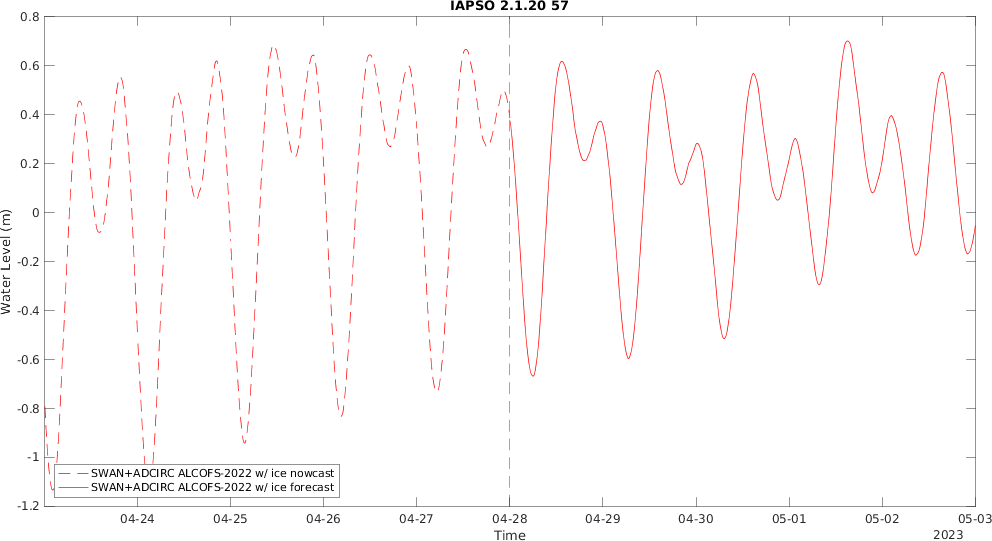 IAPSO 2.1.20 57
0.8
0.6
0.4
0.2
0
-0.2
-0.4
-0.6
-0.8
-1
-1.2
Water Level (m)
SWAN+ADCIRC ALCOFS-2022 w/ ice nowcast
SWAN+ADCIRC ALCOFS-2022 w/ ice forecast
04-24 04-25 04-26 04-27 04-28 04-29 04-30 05-01 05-02 05-03
Time
2023